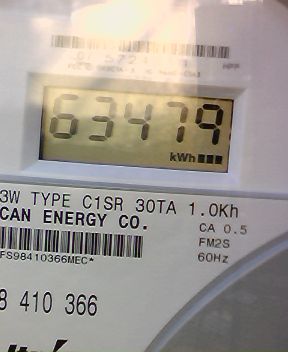 63479
kWh
3W TYPE C1SR 30TA 1.0Kh
CAN ENERGY CO. CA 0.5
FM2S
FS98410366MEC* 60Hz
8 410 366